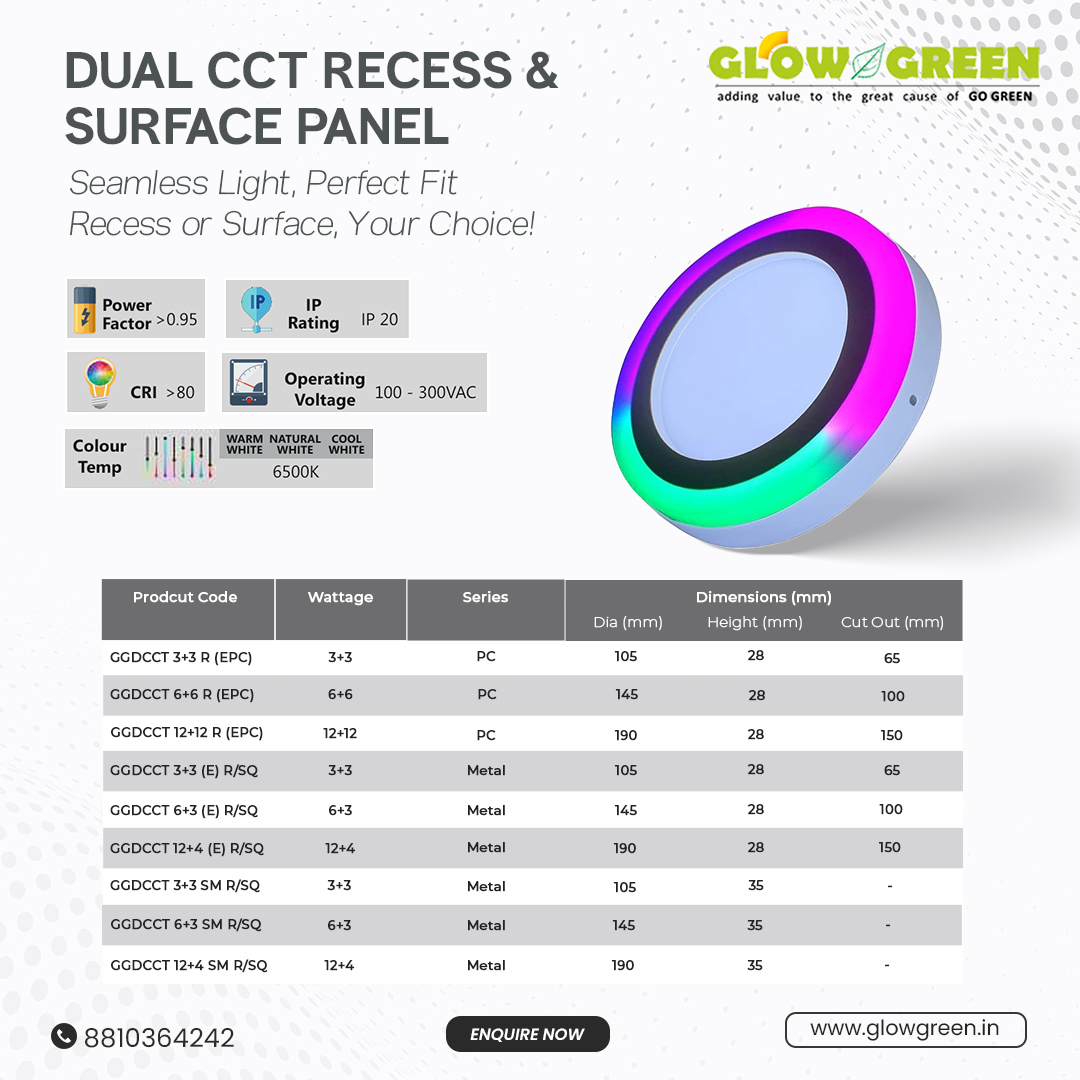 DUAL CCT RECESS &
SURFACE PANEL
GLOW GREEN
adding value to the great cause of GO GREEN
Seamless Light, Perfect Fit
Recess or Surface, Your Choice!
Power
Factor >0.95
IP
IP
Rating IP 20
CRI >80
Operating
Voltage 100 - 300VAC
Colour
Temp
WARM WHITE NATURAL WHITE COOL WHITE
6500K
Prodcut Code Wattage Series Dimensions (mm)
Dia (mm) Height (mm) Cut Out (mm)
GGDCCT 3+3 R (EPC) 3+3 PC 105 28 65
GGDCCT 6+6 R (EPC) 6+6 PC 145 28 100
GGDCCT 12+12 R (EPC) 12+12 PC 190 28 150
GGDCCT 3+3 (E) R/SQ 3+3 Metal 105 28 65
GGDCCT 6+3 (E) R/SQ 6+3 Metal 145 28 100
GGDCCT 12+4 (E) R/SQ 12+4 Metal 190 28 150
GGDCCT 3+3 SM R/SQ 3+3 Metal 105 35 -
GGDCCT 6+3 SM R/SQ 6+3 Metal 145 35 -
GGDCCT 12+4 SM R/SQ 12+4 Metal 190 35 -
8810364242
ENQUIRE NOW
www.glowgreen.in